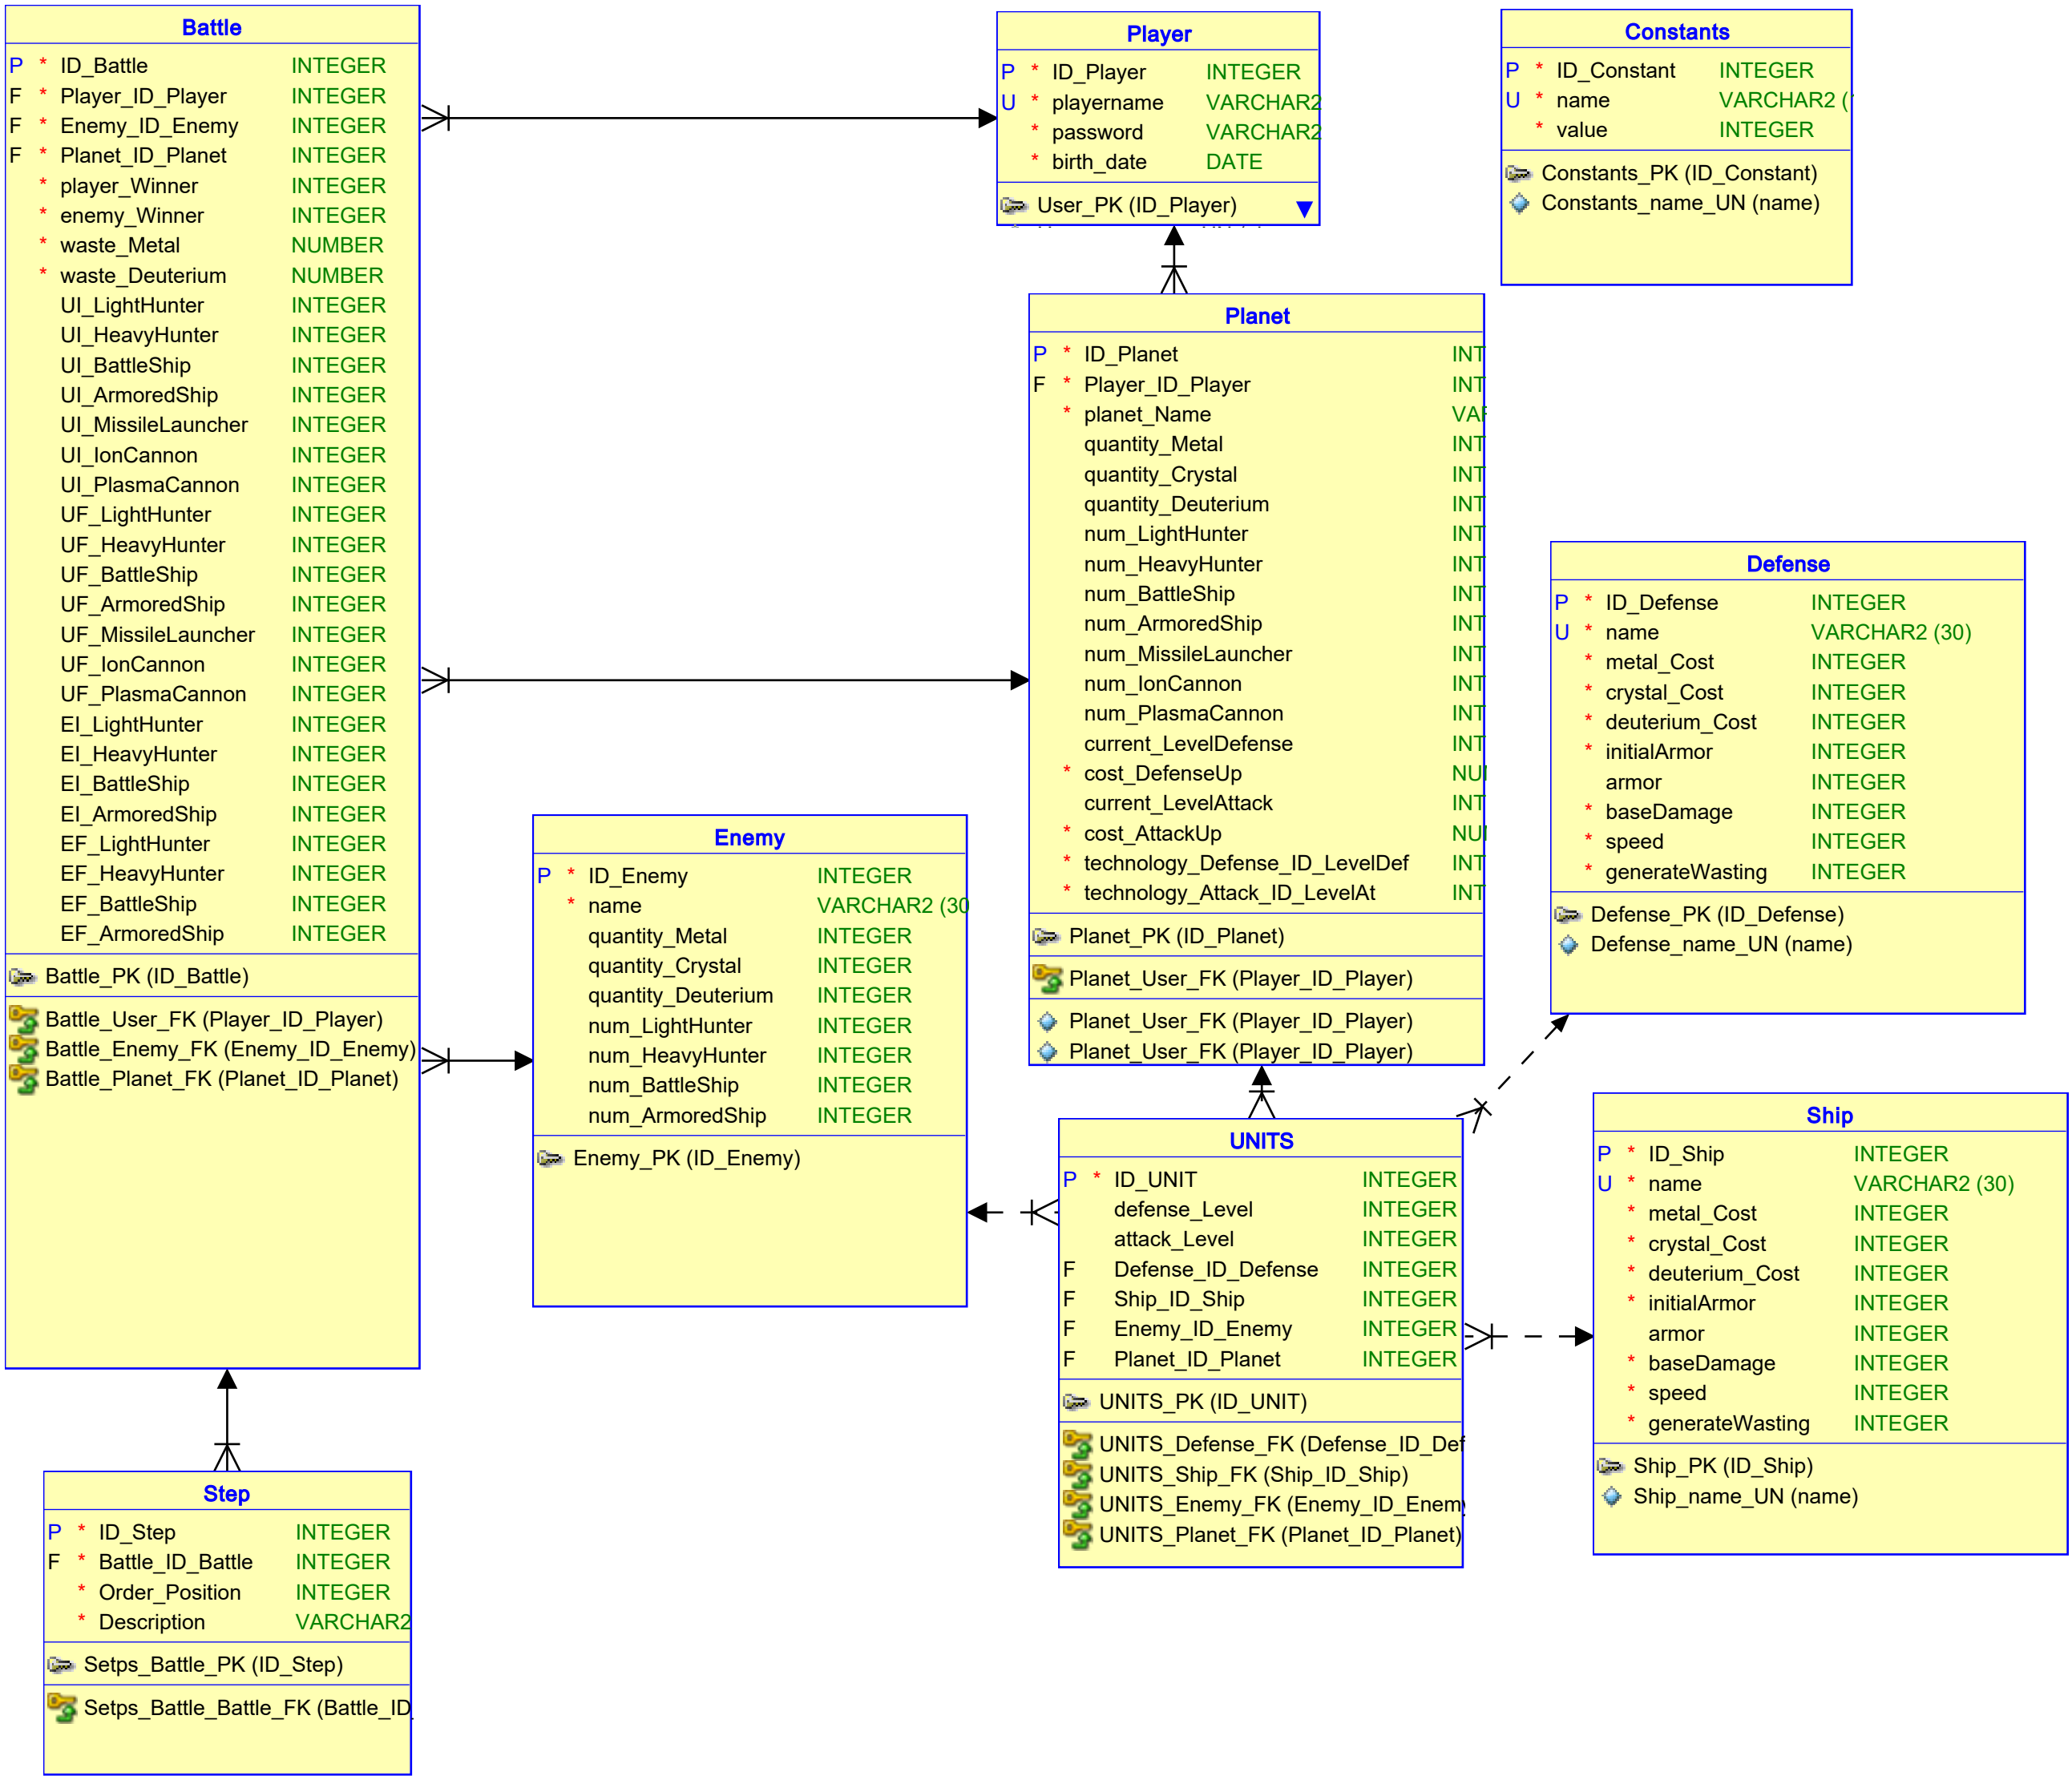 Battle
P * ID_Battle INTEGER
F * Player_ID_Player INTEGER
F * Enemy_ID_Enemy INTEGER
F * Planet_ID_Planet INTEGER
* player_Winner INTEGER
* enemy_Winner INTEGER
* waste_Metal NUMBER
* waste_Deuterium NUMBER
UI_LightHunter INTEGER
UI_HeavyHunter INTEGER
UI_BattleShip INTEGER
UI_ArmoredShip INTEGER
UI_MissileLauncher INTEGER
UI_IonCannon INTEGER
UI_PlasmaCannon INTEGER
UF_LightHunter INTEGER
UF_HeavyHunter INTEGER
UF_BattleShip INTEGER
UF_ArmoredShip INTEGER
UF_MissileLauncher INTEGER
UF_IonCannon INTEGER
UF_PlasmaCannon INTEGER
EI_LightHunter INTEGER
EI_HeavyHunter INTEGER
EI_BattleShip INTEGER
EI_ArmoredShip INTEGER
EF_LightHunter INTEGER
EF_HeavyHunter INTEGER
EF_BattleShip INTEGER
EF_ArmoredShip INTEGER
Battle_PK (ID_Battle)
Battle_User_FK (Player_ID_Player)
Battle_Enemy_FK (Enemy_ID_Enemy)
Battle_Planet_FK (Planet_ID_Planet)
Player
P * ID_Player INTEGER
U * playername VARCHAR2
* password VARCHAR2
* birth_date DATE
User_PK (ID_Player)
Constants
P * ID_Constant INTEGER
U * name VARCHAR2 (
* value INTEGER
Constants_PK (ID_Constant)
Constants_name_UN (name)
Planet
P * ID_Planet INT
F * Player_ID_Player INT
* planet_Name VAR
quantity_Metal INT
quantity_Crystal INT
quantity_Deuterium INT
num_LightHunter INT
num_HeavyHunter INT
num_BattleShip INT
num_ArmoredShip INT
num_MissileLauncher INT
num_IonCannon INT
num_PlasmaCannon INT
current_LevelDefense INT
* cost_DefenseUp NU
current_LevelAttack INT
* cost_AttackUp NU
* technology_Defense_ID_LevelDef INT
* technology_Attack_ID_LevelAt INT
Planet_PK (ID_Planet)
Planet_User_FK (Player_ID_Player)
Planet_User_FK (Player_ID_Player)
Planet_User_FK (Player_ID_Player)
Defense
P * ID_Defense INTEGER
U * name VARCHAR2 (30)
* metal_Cost INTEGER
* crystal_Cost INTEGER
* deuterium_Cost INTEGER
* initialArmor INTEGER
armor INTEGER
* baseDamage INTEGER
* speed INTEGER
* generateWasting INTEGER
Defense_PK (ID_Defense)
Defense_name_UN (name)
Enemy
P * ID_Enemy INTEGER
* name VARCHAR2 (30
quantity_Metal INTEGER
quantity_Crystal INTEGER
quantity_Deuterium INTEGER
num_LightHunter INTEGER
num_HeavyHunter INTEGER
num_BattleShip INTEGER
num_ArmoredShip INTEGER
Enemy_PK (ID_Enemy)
UNITS
P * ID_UNIT INTEGER
defense_Level INTEGER
attack_Level INTEGER
F Defense_ID_Defense INTEGER
F Ship_ID_Ship INTEGER
F Enemy_ID_Enemy INTEGER
F Planet_ID_Planet INTEGER
UNITS_PK (ID_UNIT)
UNITS_Defense_FK (Defense_ID_Def
UNITS_Ship_FK (Ship_ID_Ship)
UNITS_Enemy_FK (Enemy_ID_Enem
UNITS_Planet_FK (Planet_ID_Planet)
Ship
P * ID_Ship INTEGER
U * name VARCHAR2 (30)
* metal_Cost INTEGER
* crystal_Cost INTEGER
* deuterium_Cost INTEGER
* initialArmor INTEGER
armor INTEGER
* baseDamage INTEGER
* speed INTEGER
* generateWasting INTEGER
Ship_PK (ID_Ship)
Ship_name_UN (name)
Step
P * ID_Step INTEGER
F * Battle_ID_Battle INTEGER
* Order_Position INTEGER
* Description VARCHAR2
Setps_Battle_PK (ID_Step)
Setps_Battle_Battle_FK (Battle_ID_